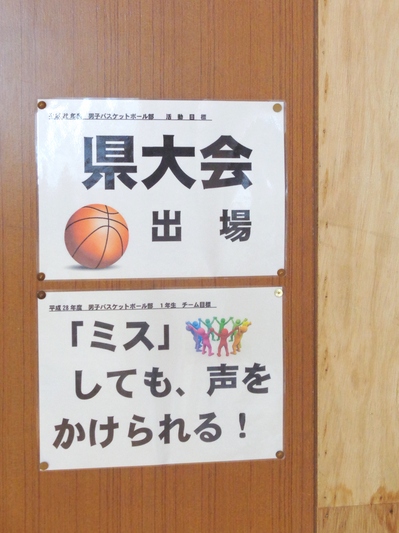 年度 男子バスケットボール部 活動目標
県大会
出場
平成28年度 男子バスケットボール部 1年生 チーム目標
「ミス」
しても、声を
かけられる!